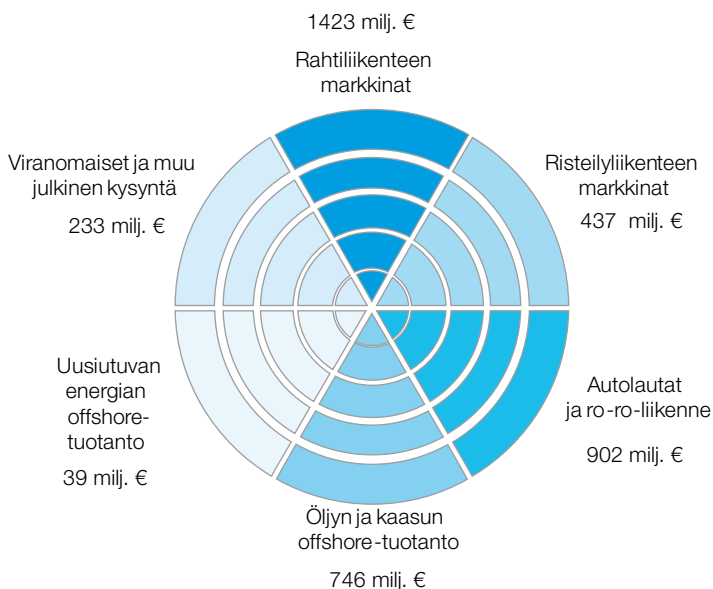 1423 milj. €
Rahtiliikenteen
markkinat
Viranomaiset ja muu
julkinen kysyntä
233 milj. €
Risteilyliikenteen
markkinat
437 milj. €
Uusiutuvan
energian
offshore-
tuotanto
39 milj. €
Autolautat
ja ro-ro-liikenne
902 milj. €
Öljyn ja kaasun
offshore-tuotanto
746 milj. €